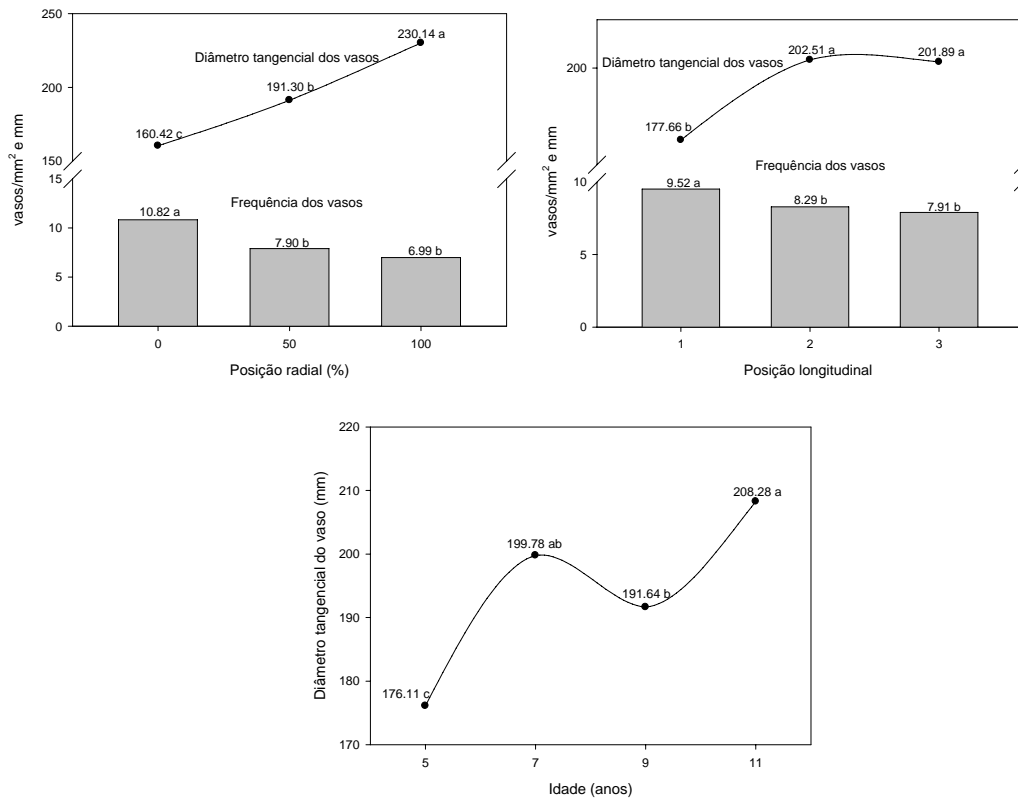 250
200
150
15
10
5
0
vasos/mm² e mm
Diâmetro tangencial dos vasos
160.42 c
191.30 b
230.14 a
Frequência dos vasos
10.82 a
7.90 b
6.99 b
0
50
100
Posição radial (%)
200
10
5
0
vasos/mm² e mm
Diâmetro tangencial dos vasos
177.66 b
202.51 a
201.89 a
Frequência dos vasos
9.52 a
8.29 b
7.91 b
1
2
3
Posição longitudinal
220
210
200
190
180
170
Diâmetro tangencial do vaso (mm)
176.11 c
199.78 ab
191.64 b
208.28 a
5
7
9
11
Idade (anos)